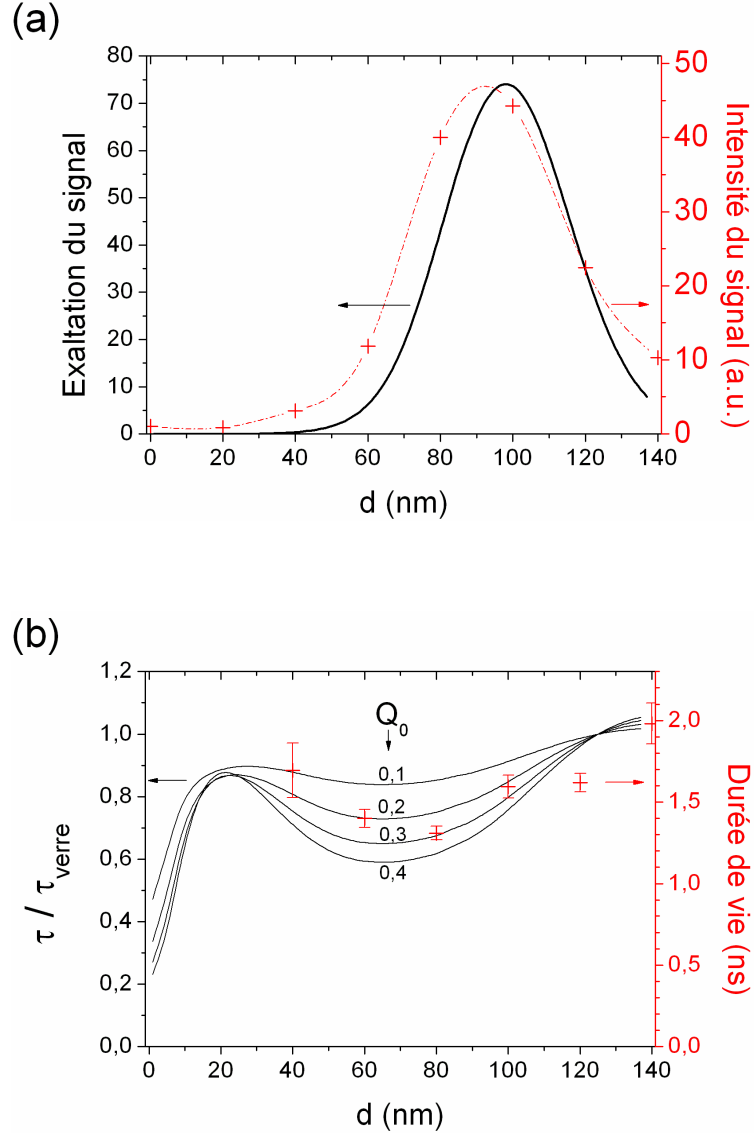 (a)
Exaltation du signal
80
70
60
50
40
30
20
10
0
0 20 40 60 80 100 120 140
d (nm)
50
40
30
20
10
0
Intensité du signal (a.u.)
(b)
τ / τverre
1,2
1,0
0,8
0,6
0,4
0,2
0,0
Q0
0,1
0,2
0,3
0,4
0 20 40 60 80 100 120 140
d (nm)
2,0
1,5
1,0
0,5
0,0
Durée de vie (ns)